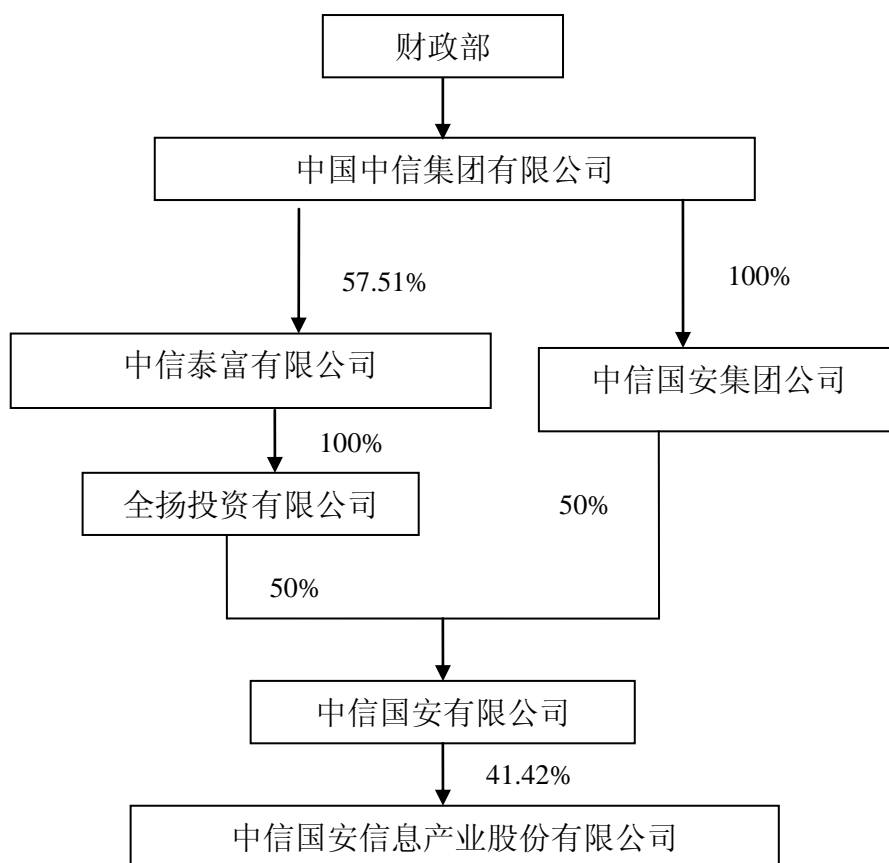 财政部
中国中信集团有限公司
57.51%
100%
中信泰富有限公司
中信国安集团公司
100%
全扬投资有限公司
50%
50%
中信国安有限公司
41.42%
中信国安信息产业股份有限公司